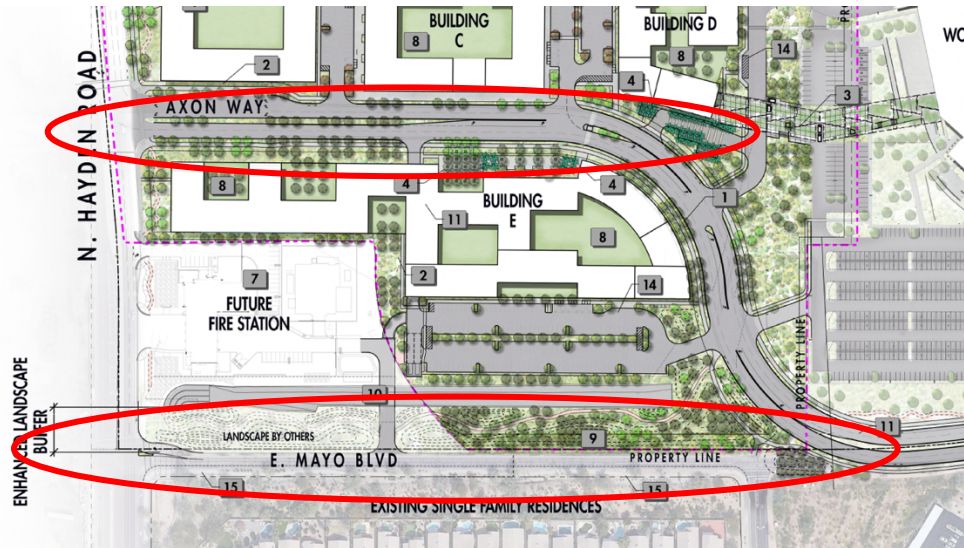 BUILDING
C
BUILDING D
8
8
14
WO
2
4
3
AXON WAY
N. HAYDEN ROAD
8
4
4
BUILDING
E
1
11
8
7
FUTURE
FIRE STATION
2
14
PROPERTY LINE
ENHANCED LANDSCAPE
BUFFER
10
LANDSCAPE BY OTHERS
9
11
E. MAYO BLVD
PROPERTY LINE
15
15
EXISTING SINGLE FAMILY RESIDENCES